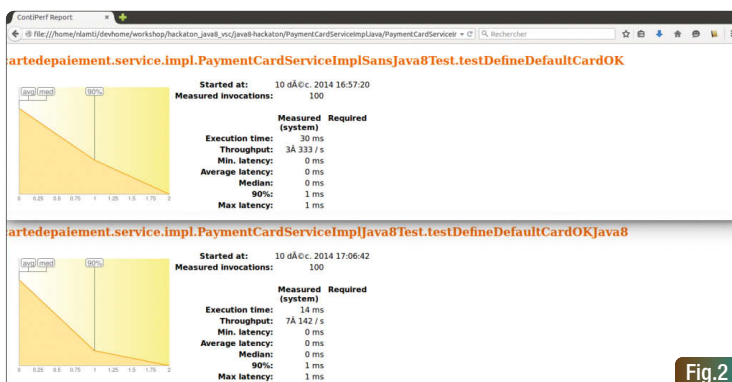 ContiPerf Report
file:///home/nlamti/devhome/workshop/hackaton_java8_vsc/java8-hackaton/PaymentCardServiceImplJava/PaymentCardServiceIr
Rechercher
artedepaiement.service.impl.PaymentCardServiceImplSansJava8Test.testDefineDefaultCardOK
Started at: 10 dÃ©c. 2014 16:57:20
Measured invocations: 100
avg med 90%
Measured (system) Required
Execution time: 30 ms
Throughput: 3Â 333 / s
Min. latency: 0 ms
Average latency: 0 ms
Median: 0 ms
90%: 1 ms
Max latency: 1 ms
0 0.25 0.5 0.75 1 1.25 1.5 1.75 2
artedepaiement.service.impl.PaymentCardServiceImplJava8Test.testDefineDefaultCardOKJava8
Started at: 10 dÃ©c. 2014 17:06:42
Measured invocations: 100
avg med 90%
Measured (system) Required
Execution time: 14 ms
Throughput: 7Â 142 / s
Min. latency: 0 ms
Average latency: 0 ms
Median: 0 ms
90%: 1 ms
Max latency: 1 ms
0 0.25 0.5 0.75 1 1.25 1.5 1.75 2
Fig.2